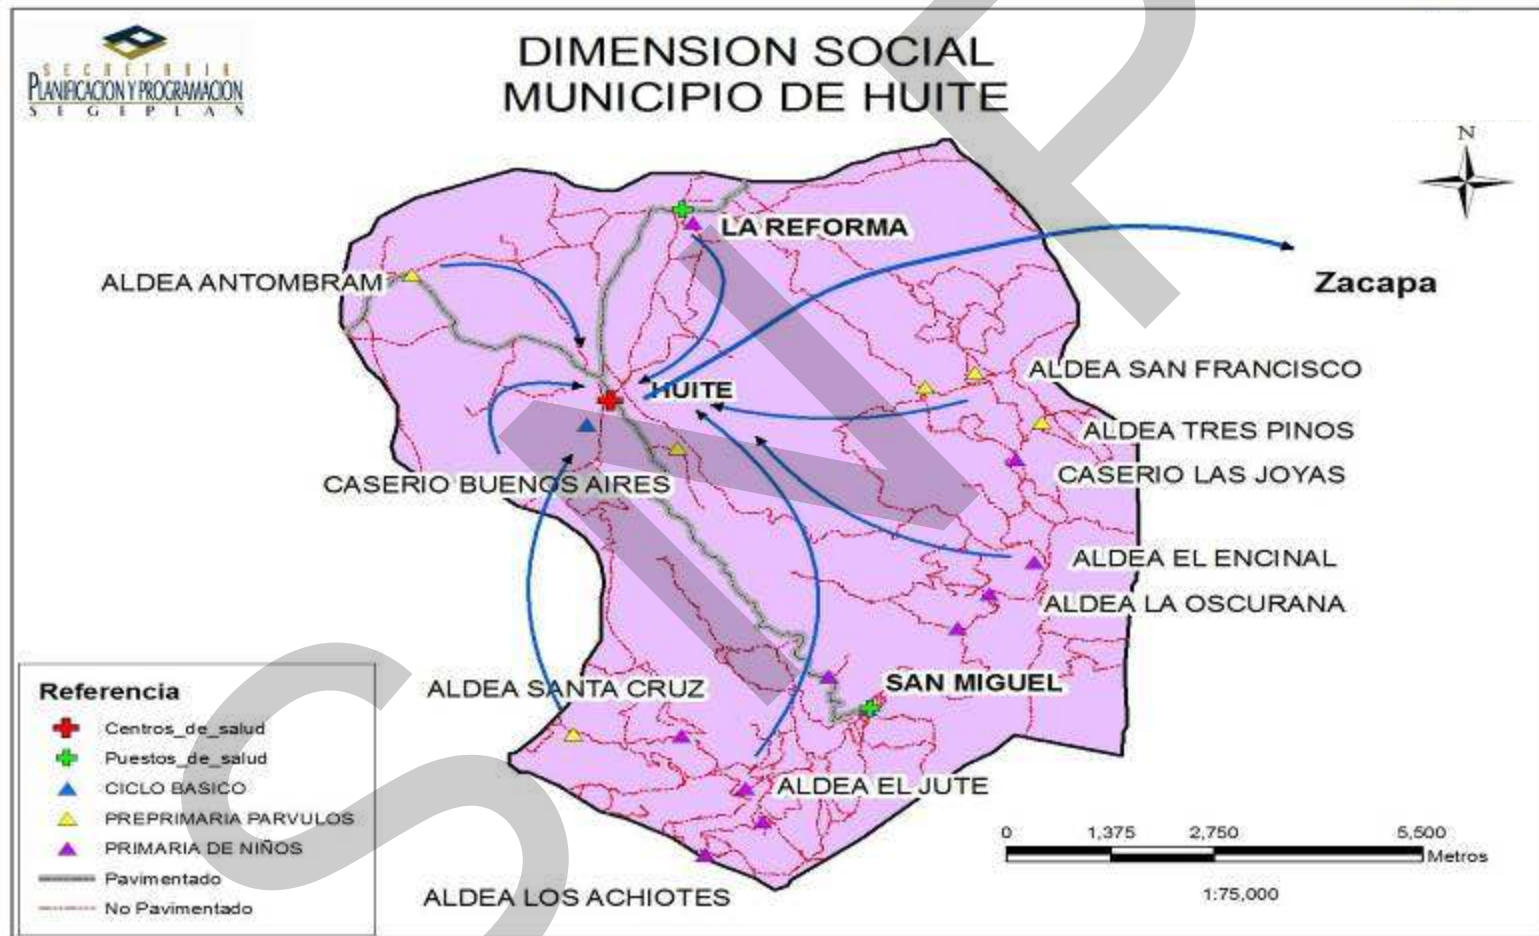 SECRETARIA
PLANIFICACION Y PROGRAMACION
SEGEPLAN
DIMENSION SOCIAL
MUNICIPIO DE HUITE
N
LA REFORMA
ALDEA ANTOMBRAM
Zacapa
ALDEA SAN FRANCISCO
HUITE
ALDEA TRES PINOS
CASERIO LAS JOYAS
CASERIO BUENOS AIRES
ALDEA EL ENCINAL
ALDEA LA OSCURANA
ALDEA SANTA CRUZ
SAN MIGUEL
ALDEA EL JUTE
ALDEA LOS ACHIOTES
Referencia
Centros_de_salud
Puestos_de_salud
CICLO BASICO
PREPRIMARIA PARVULOS
PRIMARIA DE NIÑOS
Pavimentado
No Pavimentado
0 1,375 2,750 5,500
Metros
1:75,000